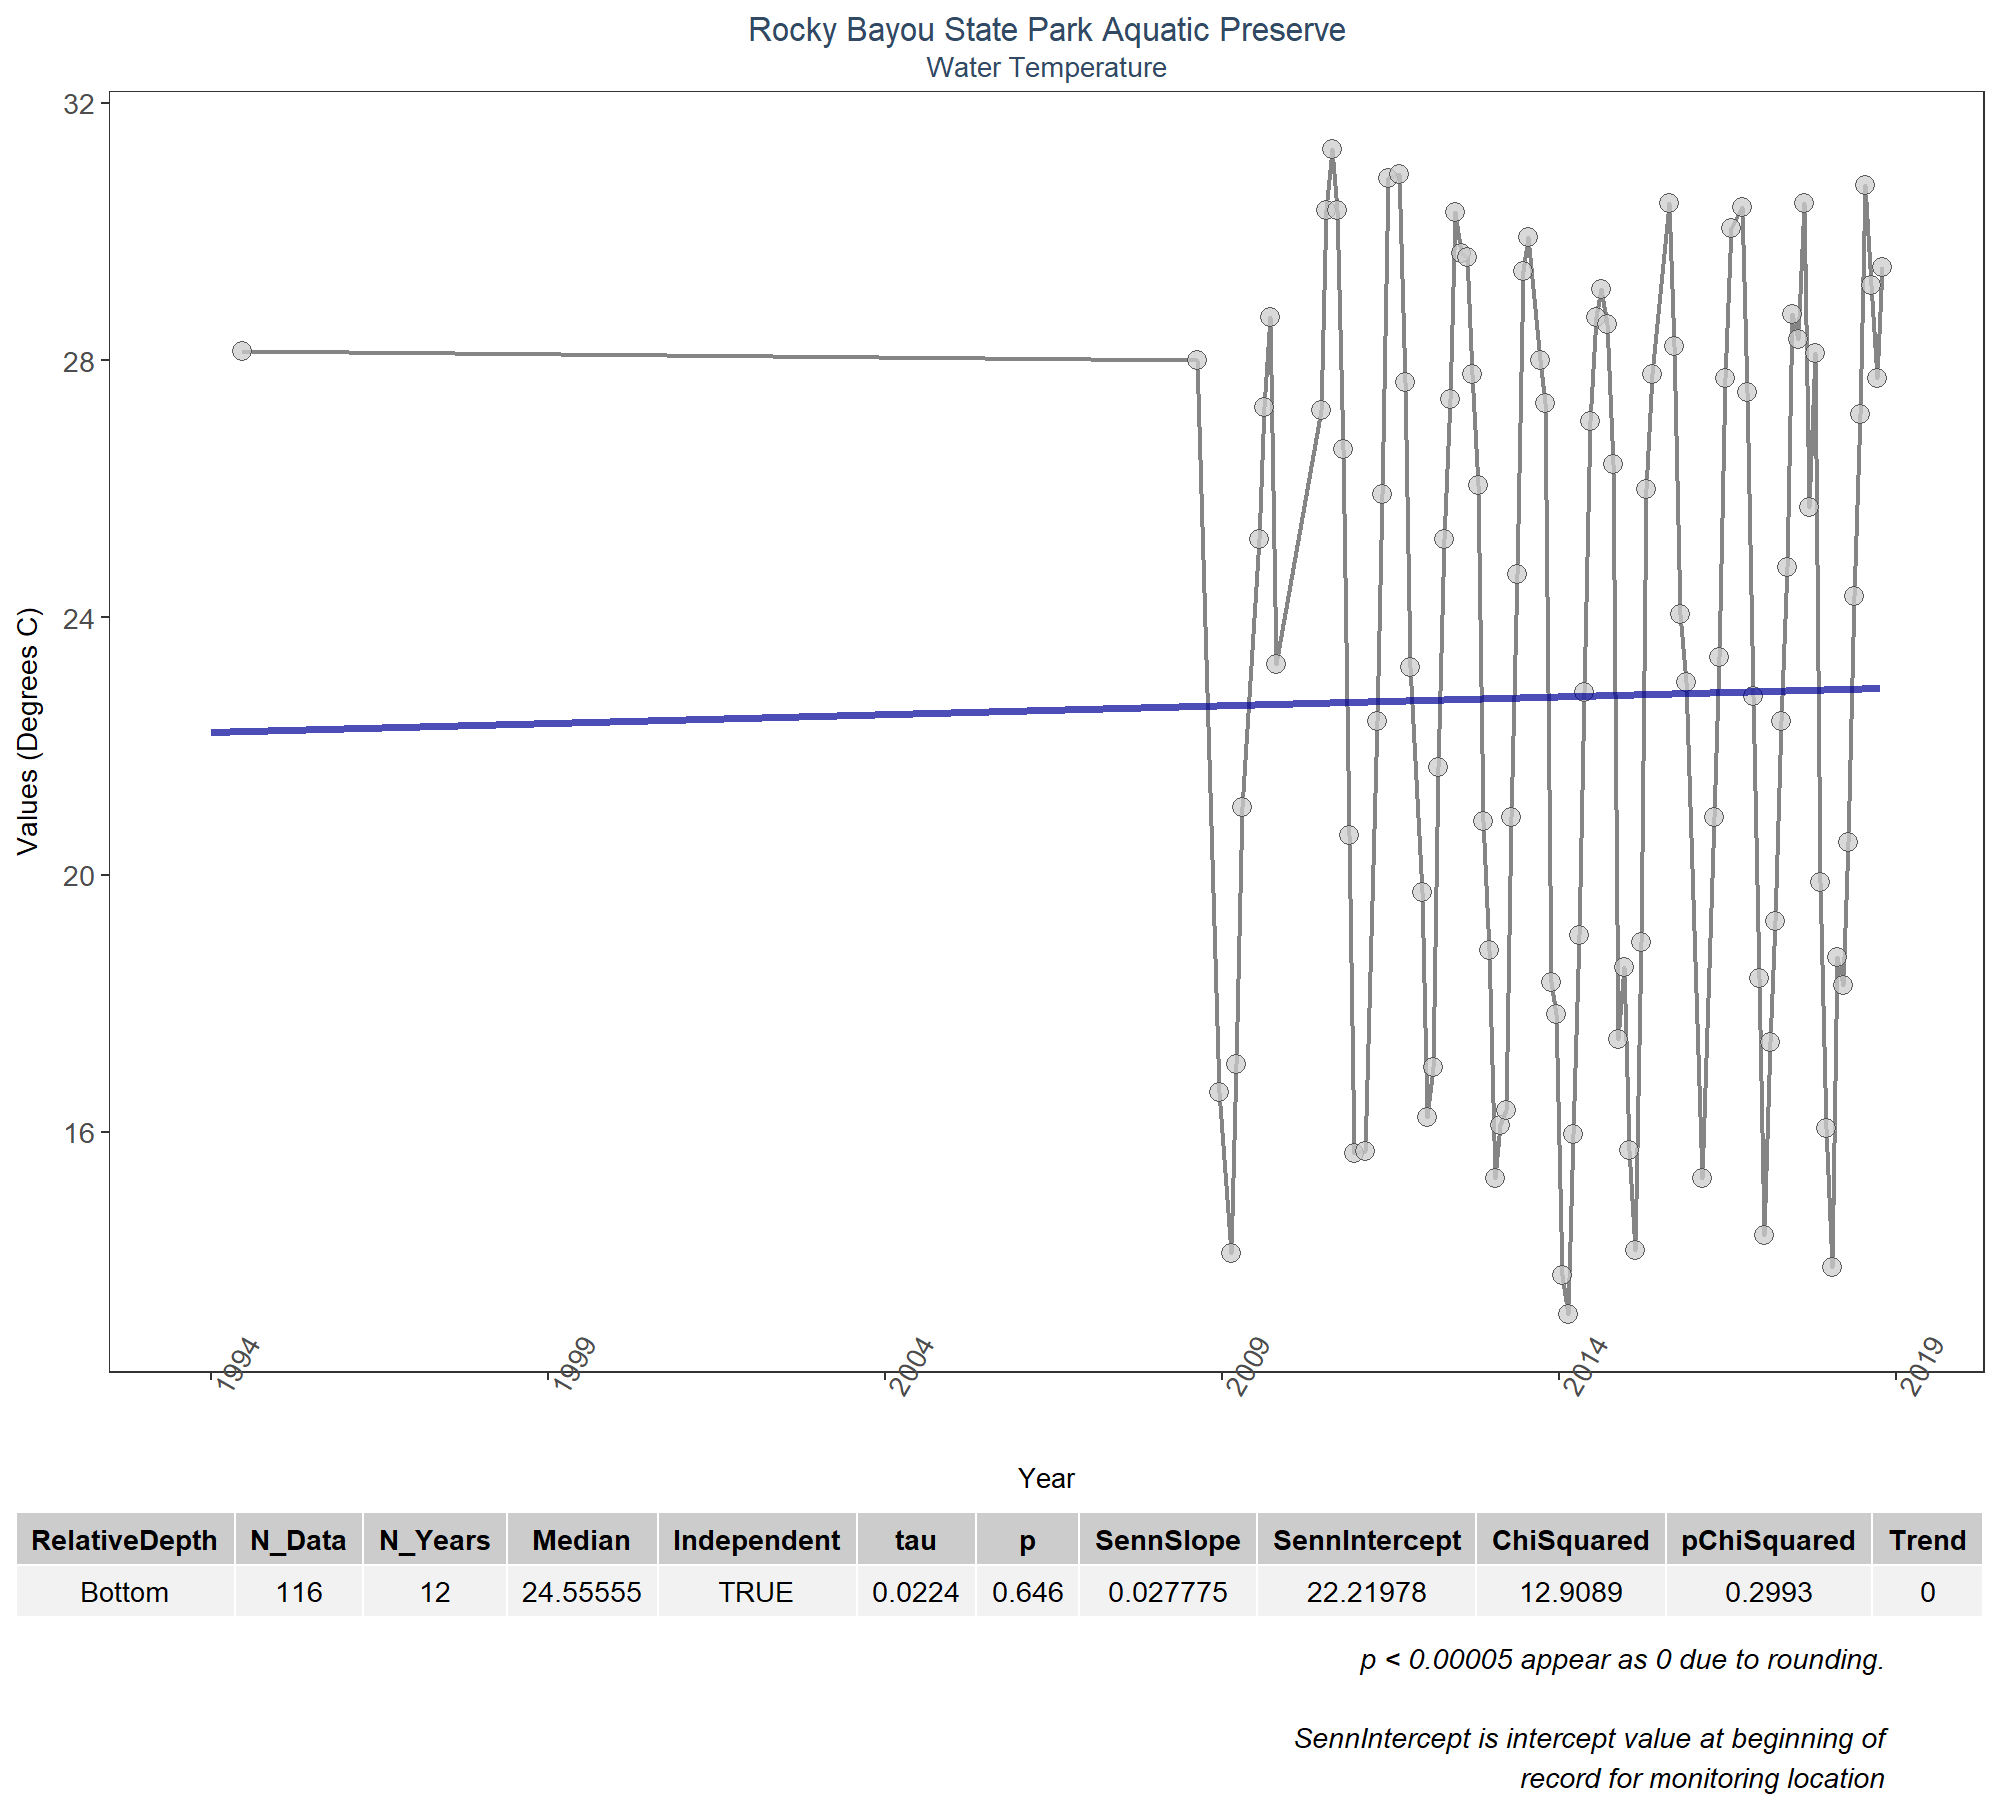 Rocky Bayou State Park Aquatic Preserve
Water Temperature
Values (Degrees C)
32
28
24
20
16
1994 1999 2004 2009 2014 2019
Year
RelativeDepth N_Data N_Years Median Independent tau p SennSlope SennIntercept ChiSquared pChiSquared Trend
Bottom 116 12 24.55555 TRUE 0.0224 0.646 0.027775 22.21978 12.9089 0.2993 0
p < 0.00005 appear as 0 due to rounding.
SennIntercept is intercept value at beginning of
record for monitoring location